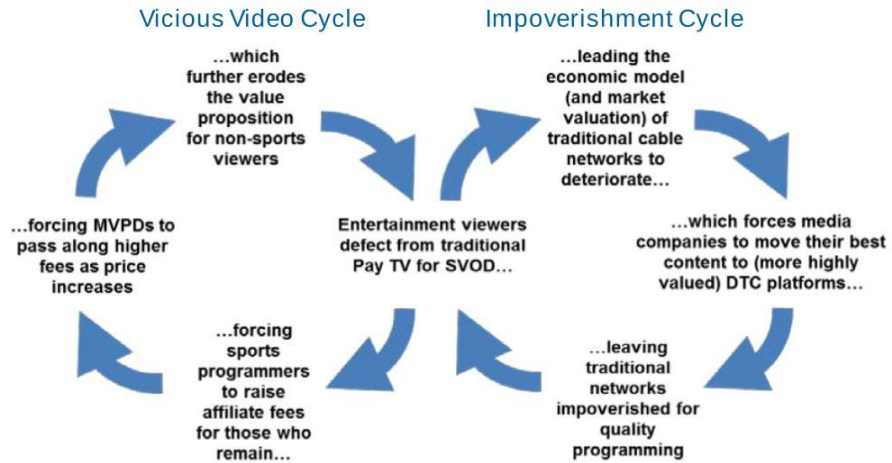 Vicious Video Cycle
Impoverishment Cycle
...which
further erodes
the value
proposition
for non-sports
viewers
...leading the
economic model
(and market
valuation) of
traditional cable
networks to
deteriorate...
...forcing MVPDs to
pass along higher
fees as price
increases
Entertainment viewers
defect from traditional
Pay TV for SVOD...
...which forces media
companies to move their best
content to (more highly
valued) DTC platforms...
...forcing
sports
programmers
to raise
affiliate fees
for those who
remain...
...leaving
traditional
networks
impoverished for
quality
programming